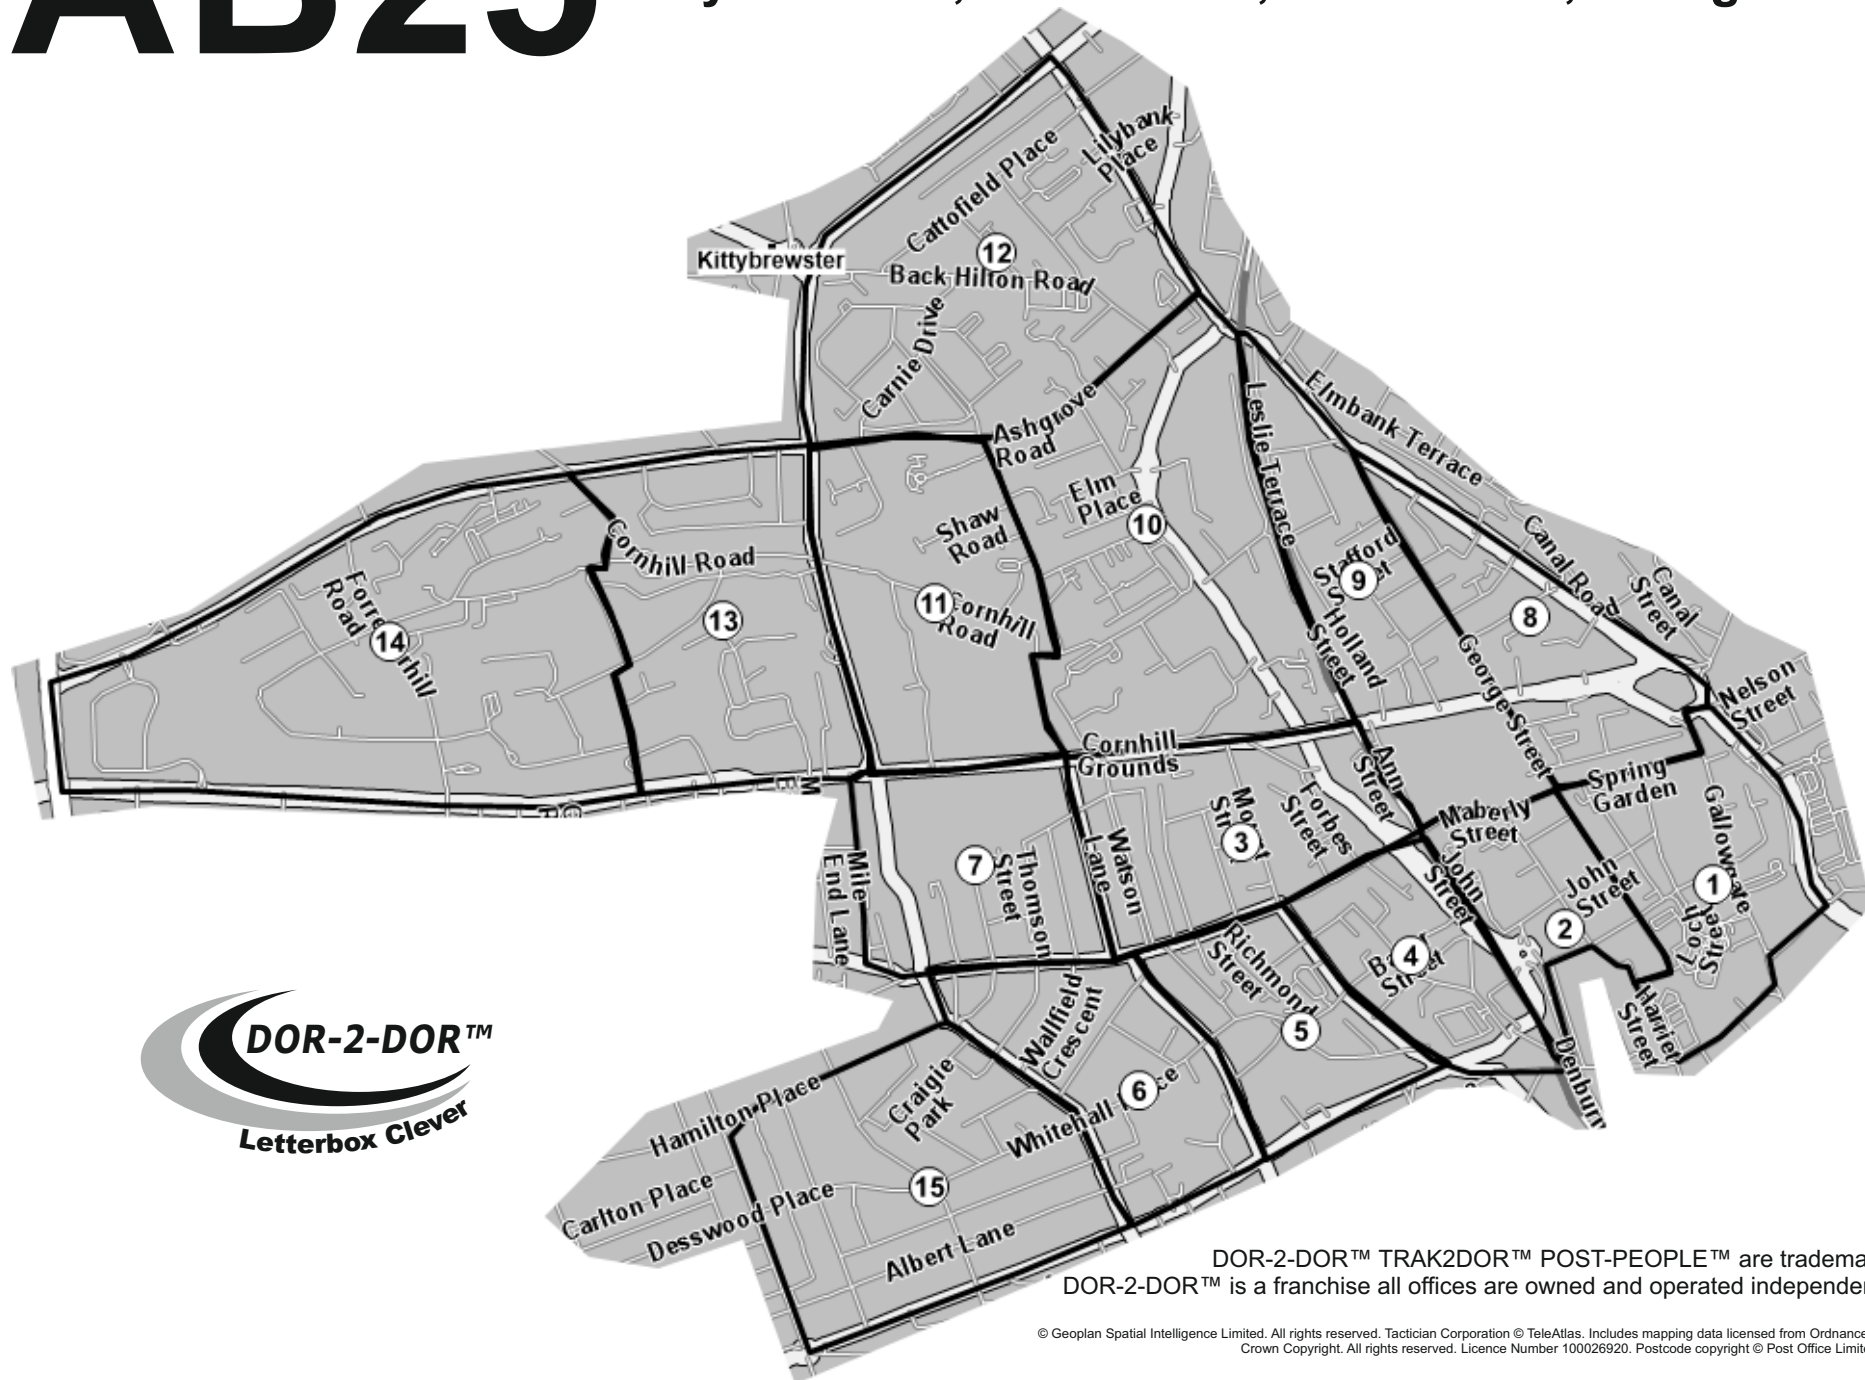 AB25
Lilybank
Place
Cattofield Place
Kittybrewster
12
Back Hilton Road
Carnie Drive
Ashgrove
Road
Elmbank Terrace
Leslie Terrace
Elm
Place
10
Shaw
Road
Cornhill Road
Stafford
9
Canal Road
Canal
Street
11
Cornhill
Road
13
14
Road
8
Holland
Street
Street
George Street
Nelson
Street
Cornhill
Grounds
Ann
Street
Spring
Garden
Maberly
Street
Forbes
Street
3
Gallowgate
Watson
Lane
Thomson
Street
7
Mile
End Lane
John
Street
John
Street
1
2
Loch
Street
4
Richmond
Street
5
Harriet
Street
Denburn
Wallfield
Crescent
6
Whitehall
Craigie
Park
Hamilton Place
Carlton Place
Desswood Place
15
Albert Lane
DOR-2-DOR™
Letterbox Clever
DOR-2-DOR™ TRAK2DOR™ POST-PEOPLE™ are
DOR-2-DOR™ is a franchise all offices are owned and operated
© Geoplan Spatial Intelligence Limited. All rights reserved. Tactician Corporation © TeleAtlas. Includes mapping data licensed from Ordnance
Crown Copyright. All rights reserved. Licence Number 100026920. Postcode copyright © Post Office